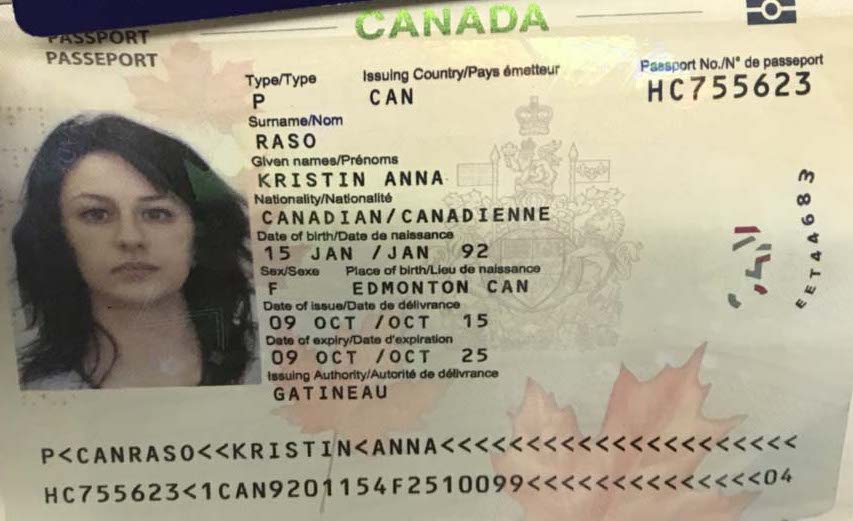 CANADA
PASSPORT
PASSEPORT
Type/Type Issuing Country/Pays émetteur Passport No./N° de passeport
P CAN HC755623
Surname/Nom
RASO
Given names/Prénoms
KRISTIN ANNA
Nationality/Nationalité
CANADIAN/CANADIENNE
Date of birth/Date de naissance
15 JAN /JAN 92
Sex/Sexe Place of birth/Lieu de naissance
F EDMONTON CAN
Date of issue/Date de délivrance
09 OCT /OCT 15
Date of expiry/Date d'expiration
09 OCT /OCT 25
Issuing Authority/Autorité de délivrance
GATINEAU
EET44683
P<CANRASO<<KRISTIN<ANNA<<<<<<<<<<<<<<<<<<<<<
HC755623<1CAN9201154F2510099<<<<<<<<<<<<<<04